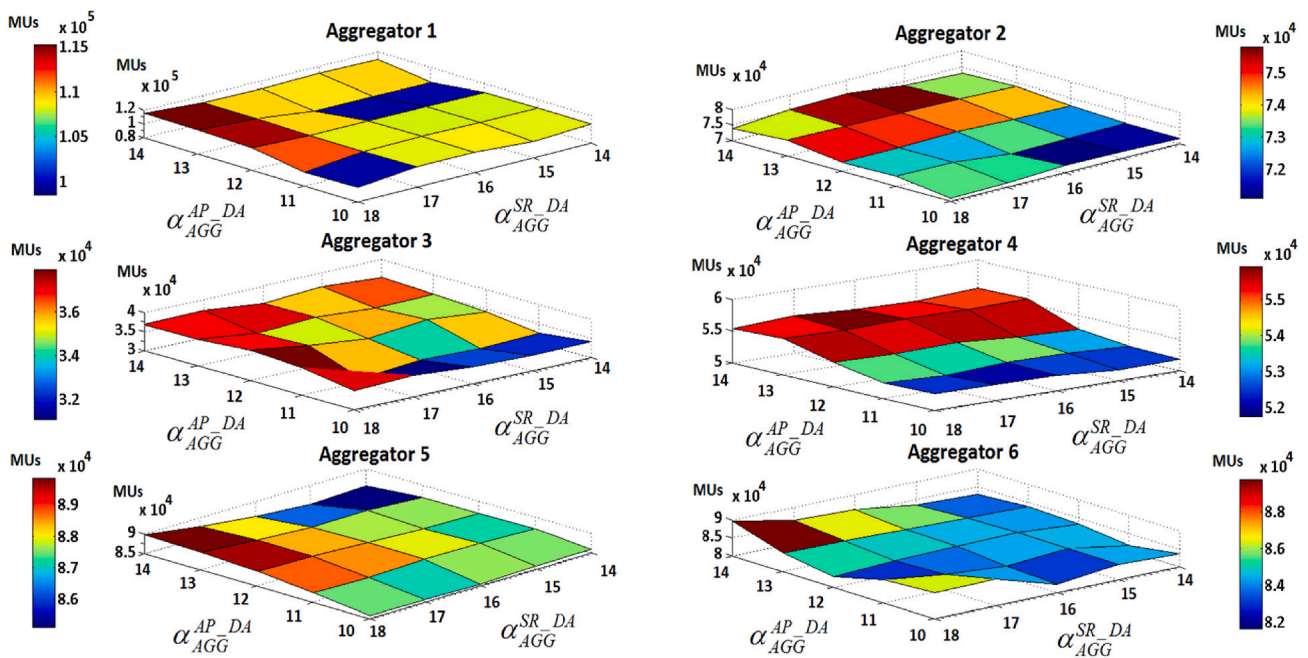 MUs x 10^5
1.15
1.1
1.05
1
Aggregator 1
MUs
x 10^5
1.2
1
0.8
14
13
12
11
10
18
17
16
15
14
α_AGG^AP_DA
α_AGG^SR_DA
Aggregator 2
MUs
x 10^4
8
7.5
7
14
13
12
11
10
18
17
16
15
14
α_AGG^AP_DA
α_AGG^SR_DA
MUs x 10^4
7.5
7.4
7.3
7.2
MUs x 10^4
3.6
3.4
3.2
Aggregator 3
MUs
x 10^4
4
3.5
3
14
13
12
11
10
18
17
16
15
14
α_AGG^AP_DA
α_AGG^SR_DA
Aggregator 4
MUs
x 10^4
6
5.5
5
14
13
12
11
10
18
17
16
15
14
α_AGG^AP_DA
α_AGG^SR_DA
MUs x 10^4
5.5
5.4
5.3
5.2
MUs x 10^4
8.9
8.8
8.7
8.6
Aggregator 5
MUs
x 10^4
9
8.5
14
13
12
11
10
18
17
16
15
14
α_AGG^AP_DA
α_AGG^SR_DA
Aggregator 6
MUs
x 10^4
9
8.5
8
14
13
12
11
10
18
17
16
15
14
α_AGG^AP_DA
α_AGG^SR_DA
MUs x 10^4
8.8
8.6
8.4
8.2